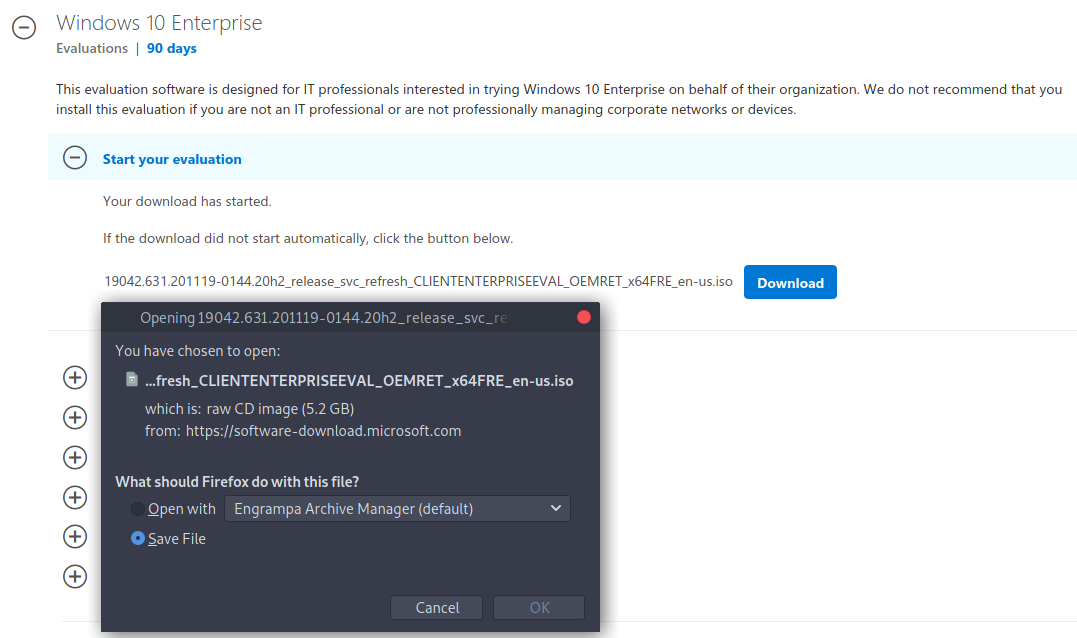 Windows 10 Enterprise
Evaluations | 90 days
This evaluation software is designed for IT professionals interested in trying Windows 10 Enterprise on behalf of their organization. We do not recommend that you
install this evaluation if you are not an IT professional or are not professionally managing corporate networks or devices.
Start your evaluation
Your download has started.
If the download did not start automatically, click the button below.
19042.631.201119-0144.20h2_release_svc_refresh_CLIENTENTERPRISEEVAL_OEMRET_x64FRE_en-us.iso Download
Opening 19042.631.201119-0144.20h2_release_svc_re
You have chosen to open:
...fresh_CLIENTENTERPRISEEVAL_OEMRET_x64FRE_en-us.iso
which is: raw CD image (5.2 GB)
from: https://software-download.microsoft.com
What should Firefox do with this file?
Open with Engrampa Archive Manager (default)
Save File
Cancel OK